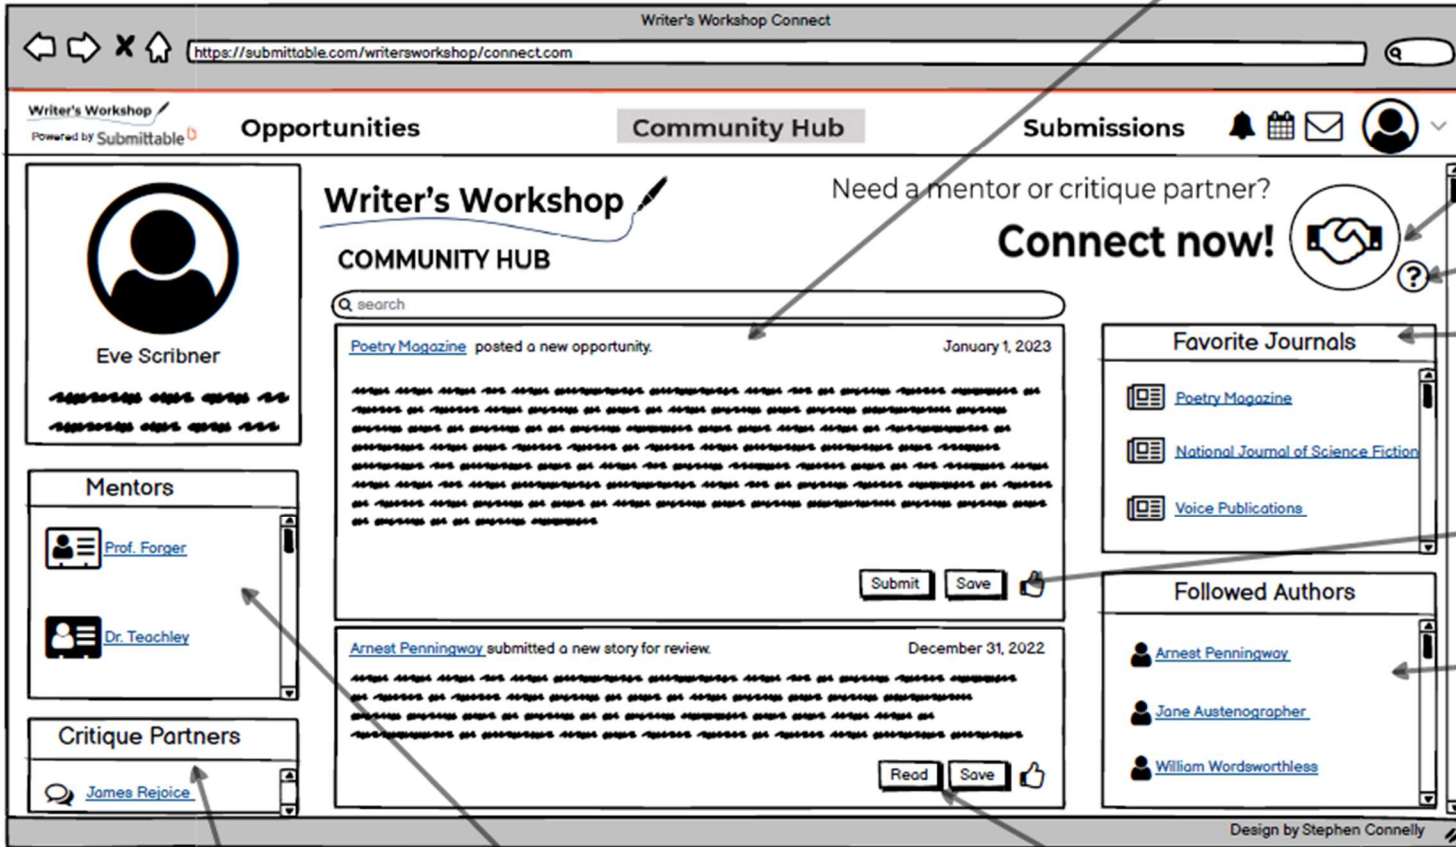 Writer's Workshop Connect
https://submittable.com/writersworkshop/connect.com
Writer's Workshop
Powered by Submittable
Opportunities
Community Hub
Submissions
Eve Scribner
Mentors
Prof. Forger
Dr. Teachley
Critique Partners
James Rejoice
Writer's Workshop
COMMUNITY HUB
Need a mentor or critique partner?
Connect now!
?
search
Poetry Magazine posted a new opportunity. January 1, 2023
Submit Save
Arnest Penningway submitted a new story for review. December 31, 2022
Read Save
Favorite Journals
Poetry Magazine
National Journal of Science Fiction
Voice Publications
Followed Authors
Arnest Penningway
Jane Austenographer
William Wordsworthless
Design by Stephen Connelly